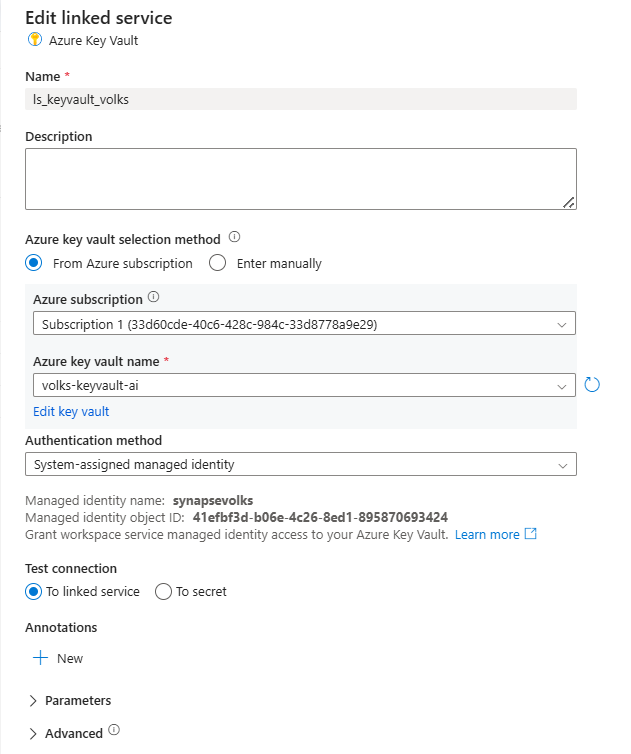 Edit linked service
Azure Key Vault
Name *
ls_keyvault_volks
Description
Azure key vault selection method
From Azure subscription
Enter manually
Azure subscription
Subscription 1 (33d60cde-40c6-428c-984c-33d8778a9e29)
Azure key vault name *
volks-keyvault-ai
Edit key vault
Authentication method
System-assigned managed identity
Managed identity name: synapsevolks
Managed identity object ID: 41efbf3d-b06e-4c26-8ed1-895870693424
Grant workspace service managed identity access to your Azure Key Vault. Learn more
Test connection
To linked service
To secret
Annotations
New
Parameters
Advanced